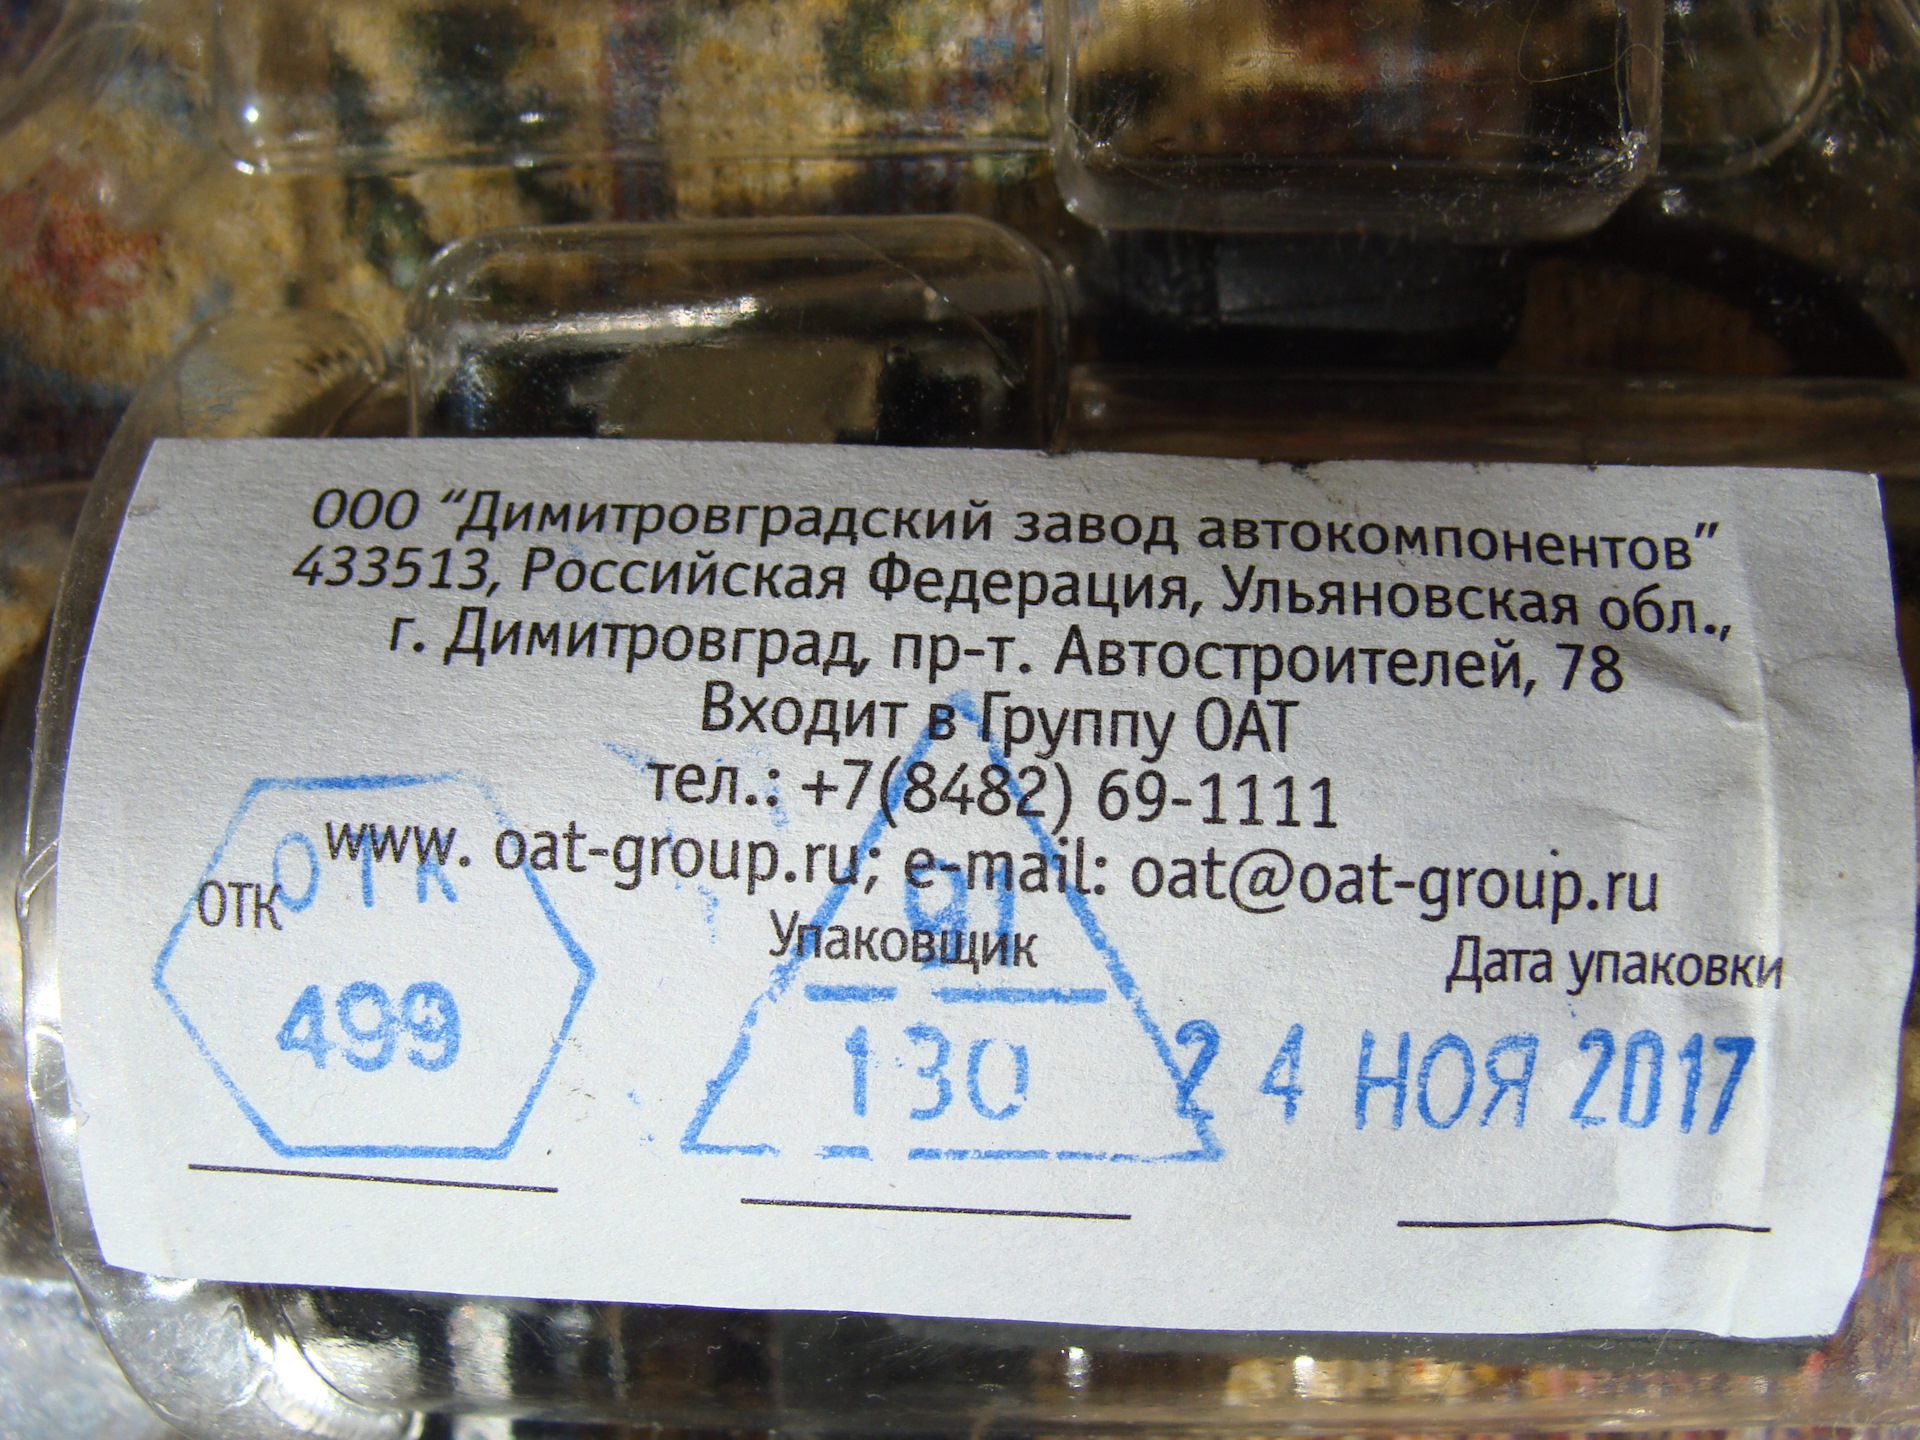 ООО “Димитровградский завод автокомпонентов”
433513, Российская Федерация, Ульяновская обл.,
г. Димитровград, пр-т. Автостроителей, 78
Входит в Группу ОАТ
тел.: +7(8482) 69-1111
www. oat-group.ru; e-mail: oat@oat-group.ru
ОТК Упаковщик Дата упаковки
ОТК
499
130
24 НОЯ 2017